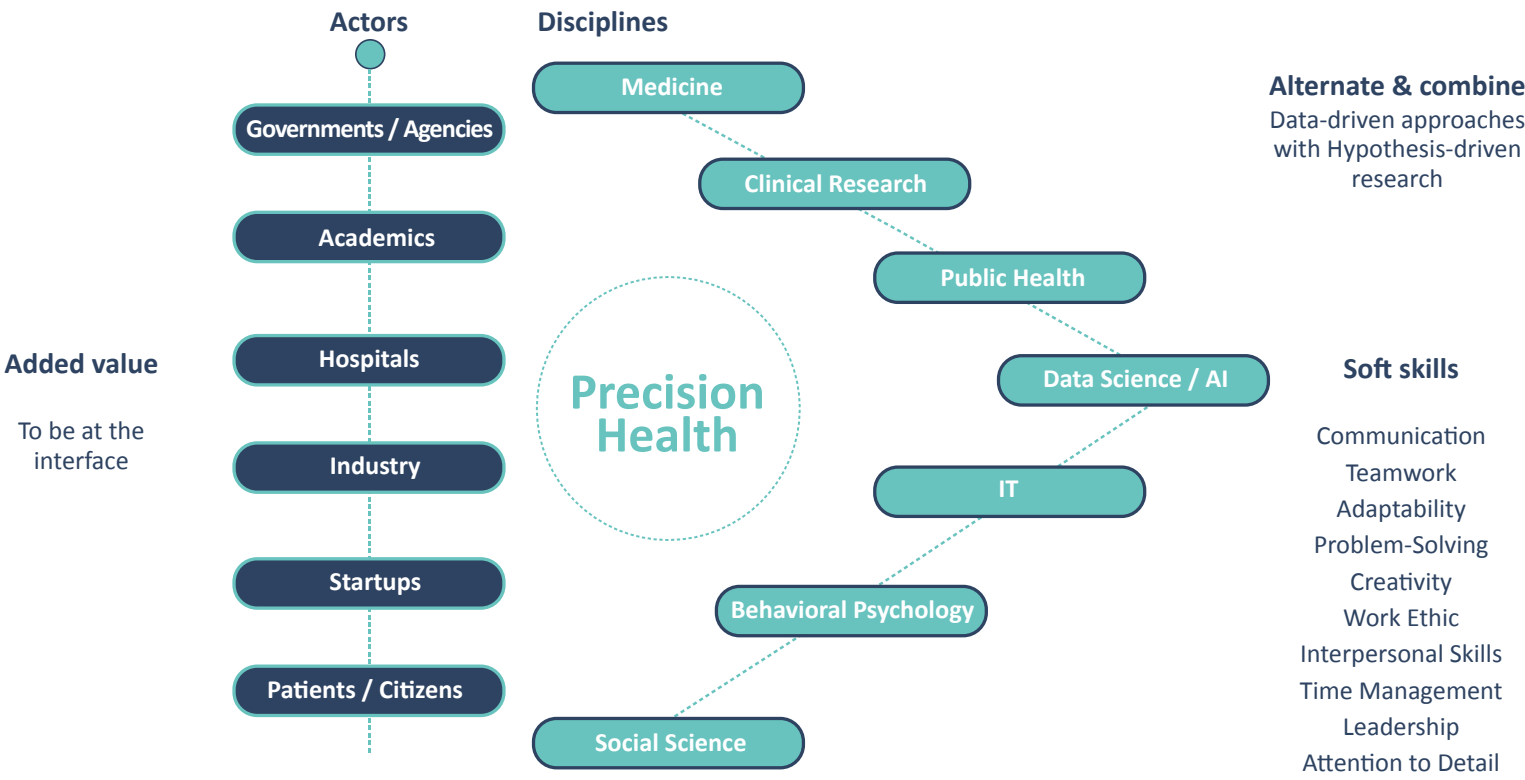 Actors
Disciplines
Governments / Agencies
Academics
Hospitals
Industry
Startups
Patients / Citizens
Added value
To be at the
interface
Precision
Health
Medicine
Clinical Research
Public Health
Data Science / AI
IT
Behavioral Psychology
Social Science
Alternate & combine
Data-driven approaches
with Hypothesis-driven
research
Soft skills
Communication
Teamwork
Adaptability
Problem-Solving
Creativity
Work Ethic
Interpersonal Skills
Time Management
Leadership
Attention to Detail